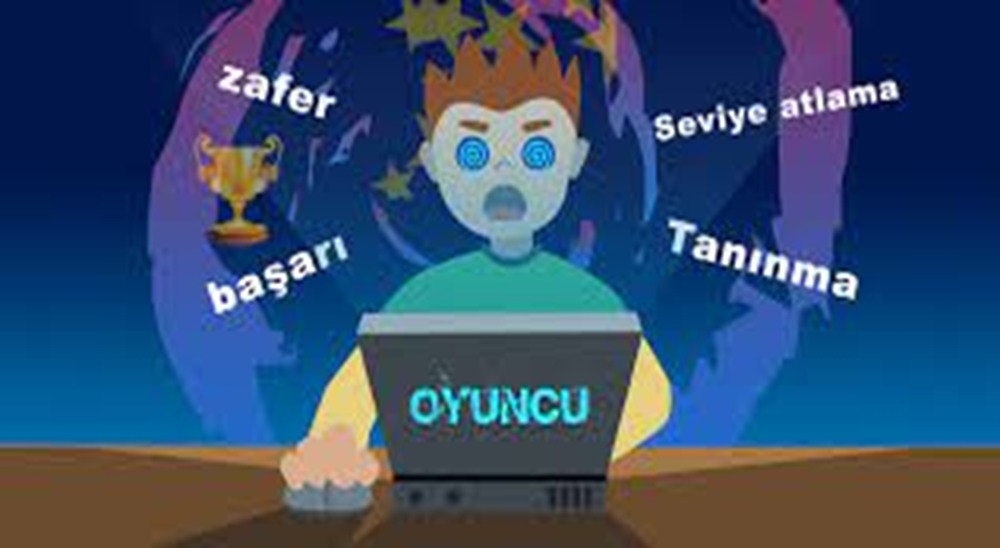 zafer
Seviye atlama
başarı
Tanınma
OYUNCU